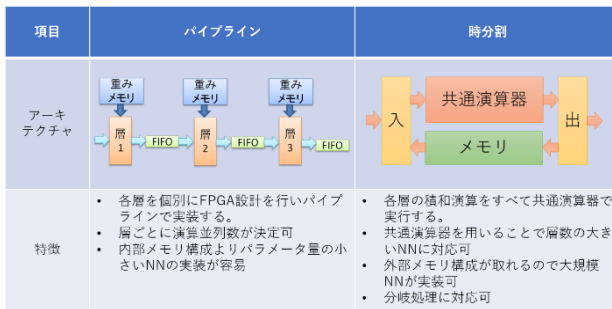 項目
パイプライン
時分割
アーキ
テクチャ
重み
メモリ
重み
メモリ
重み
メモリ
層
1
FIFO
層
2
FIFO
層
3
FIFO
入
共通演算器
メモリ
出
特徴
• 各層を個別にFPGA設計を行いパイプ
ラインで実装する。
• 層ごとに演算並列数が決定可
• 内部メモリ構成よりパラメータ量の小
さいNNの実装が容易
• 各層の積和演算をすべて共通演算器で
実行する。
• 共通演算器を用いることで層数の大き
いNNに対応可
• 外部メモリ構成が取れるので大規模
NNが実装可
• 分岐処理に対応可